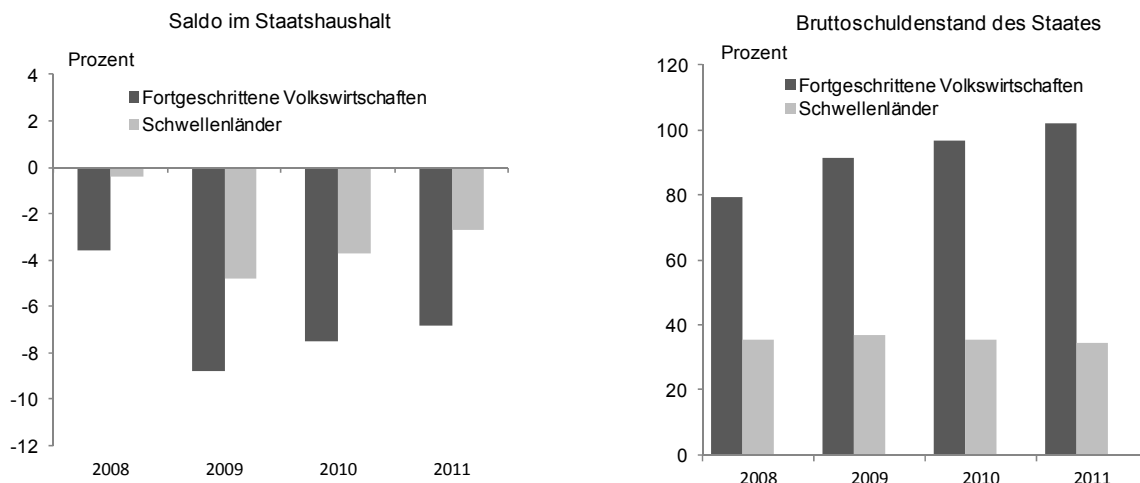 Saldo im Staatshaushalt
Prozent
4
2
0
-2
-4
-6
-8
-10
-12
Fortgeschrittene Volkswirtschaften
Schwellenländer
2008 2009 2010 2011
Bruttoschuldenstand des Staates
Prozent
120
100
80
60
40
20
0
Fortgeschrittene Volkswirtschaften
Schwellenländer
2008 2009 2010 2011